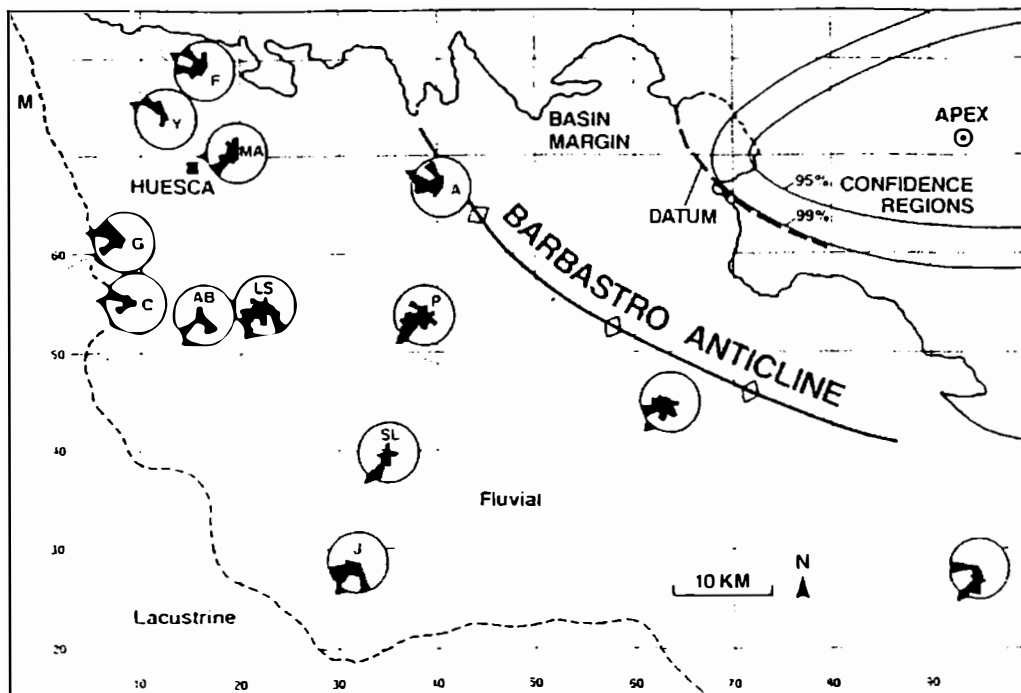 F
M
Y
MA
HUESCA
A
BASIN
MARGIN
APEX
DATUM
95%
CONFIDENCE
REGIONS
99%
G
60
C
AB
LS
P
BARBASTRO ANTICLINE
50
40
SL
Fluvial
J
N
10 KM
Lacustrine
20
10
20
30
40
50
60
70
80